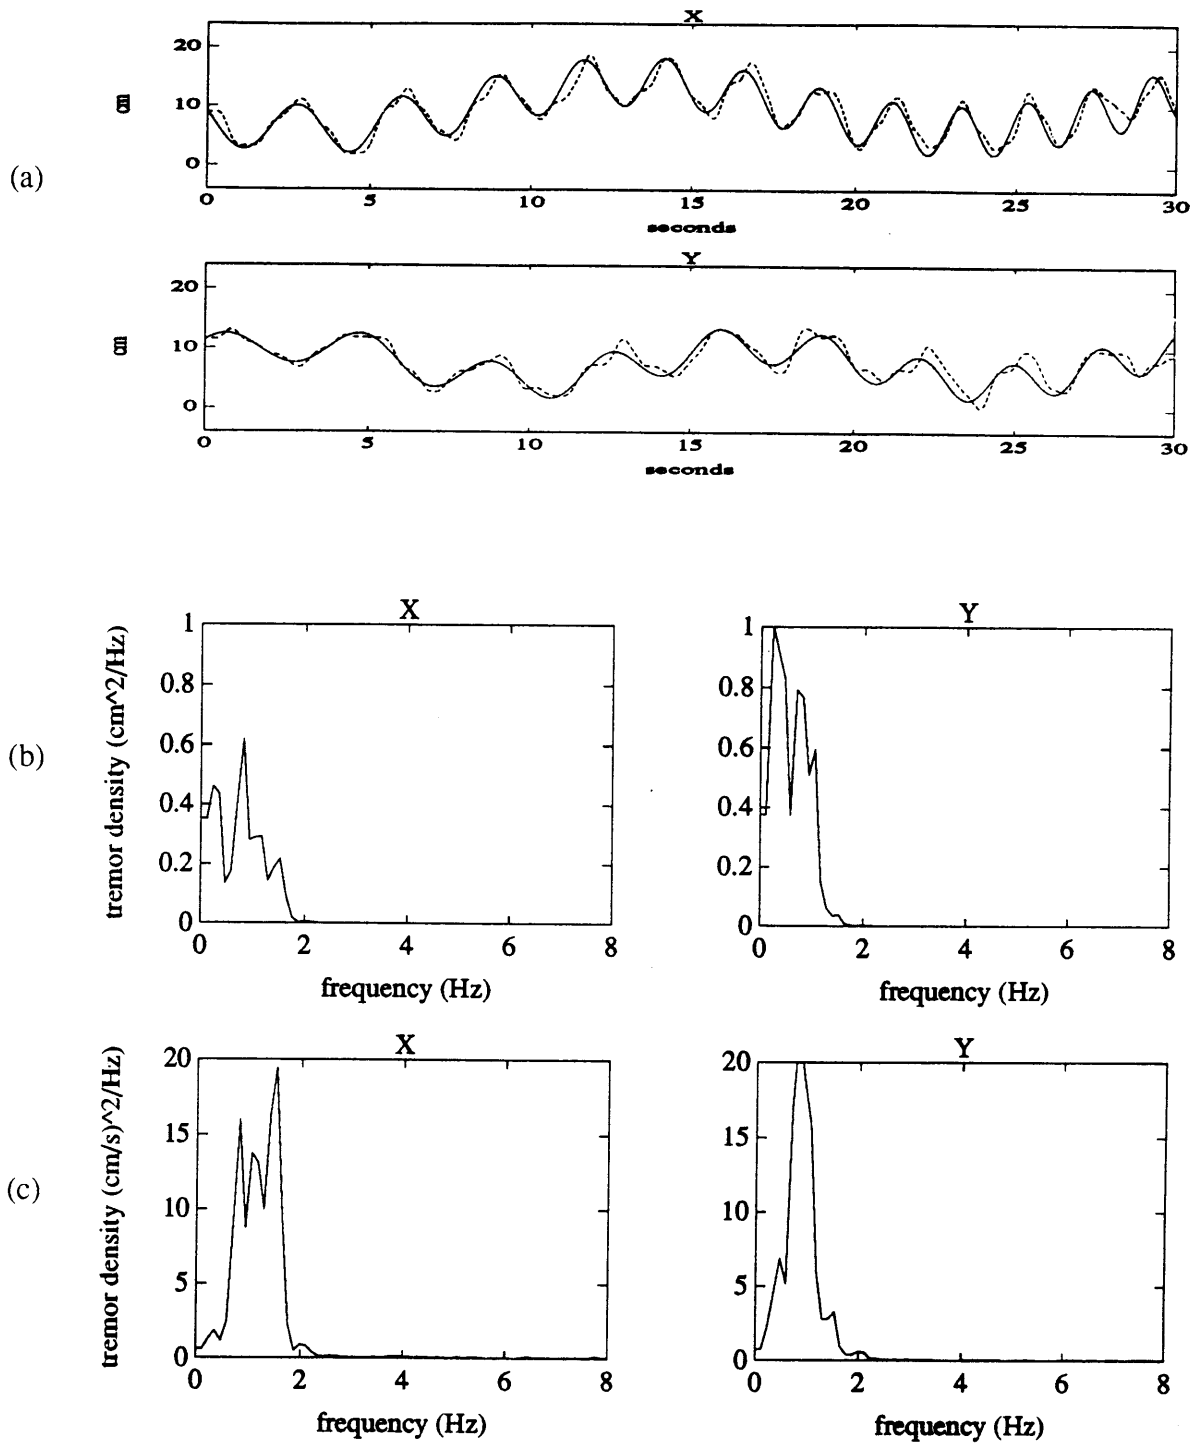 X
20
10
0
cm
(a)
0 5 10 15 20 25 30
seconds
Y
20
10
0
cm
0 5 10 15 20 25 30
seconds
(b)
X
tremor density (cm^2/Hz)
1
0.8
0.6
0.4
0.2
0
0 2 4 6 8
frequency (Hz)
Y
1
0.8
0.6
0.4
0.2
0
0 2 4 6 8
frequency (Hz)
(c)
X
tremor density (cm/s)^2/Hz)
20
15
10
5
0
0 2 4 6 8
frequency (Hz)
Y
20
15
10
5
0
0 2 4 6 8
frequency (Hz)